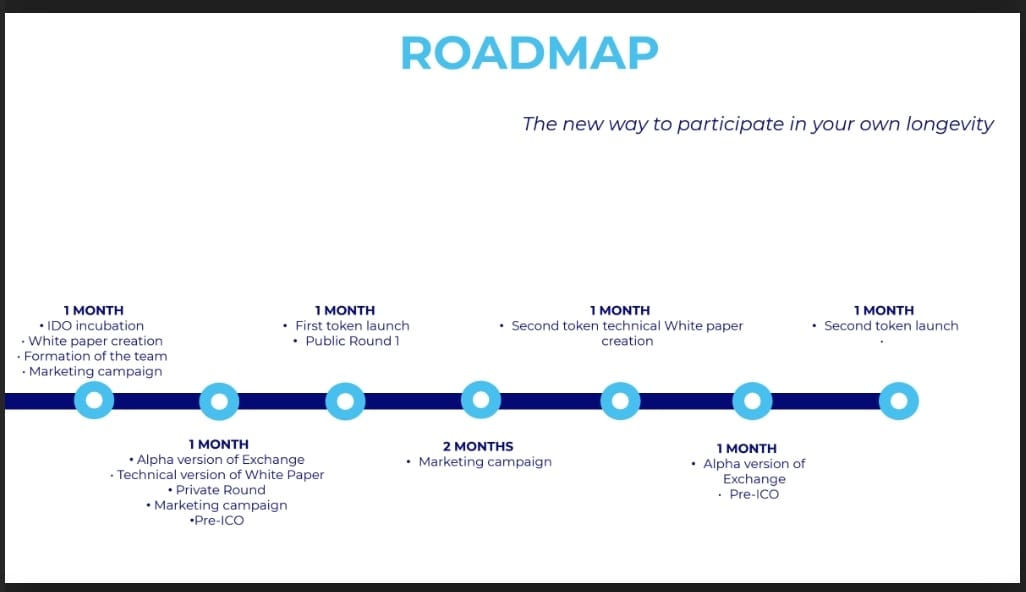 ROADMAP
The new way to participate in your own longevity
1 MONTH
• IDO incubation
· White paper creation
· Formation of the team
· Marketing campaign
1 MONTH
• Alpha version of Exchange
· Technical version of White Paper
• Private Round
• Marketing campaign
•Pre-ICO
1 MONTH
• First token launch
• Public Round 1
2 MONTHS
• Marketing campaign
1 MONTH
• Second token technical White paper
creation
1 MONTH
• Alpha version of
Exchange
· Pre-ICO
1 MONTH
• Second token launch
·